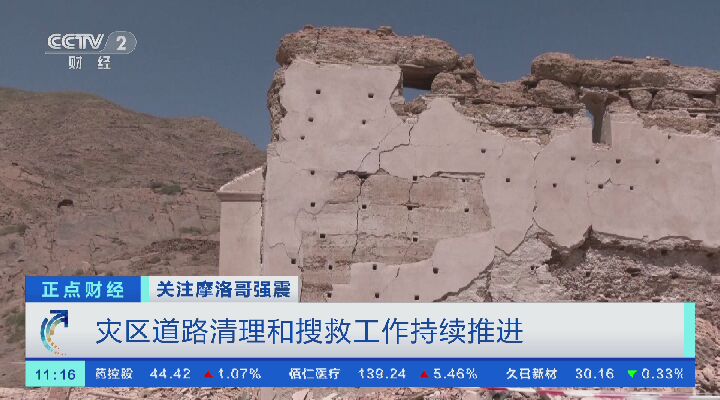 CCTV 2
财经
正点财经
关注摩洛哥强震
灾区道路清理和搜救工作持续推进
11:16 药控股 44.42 ▲ 1.07% 佰仁医疗 139.24 ▲ 5.46% 久日新材 30.16 ▼ 0.33%